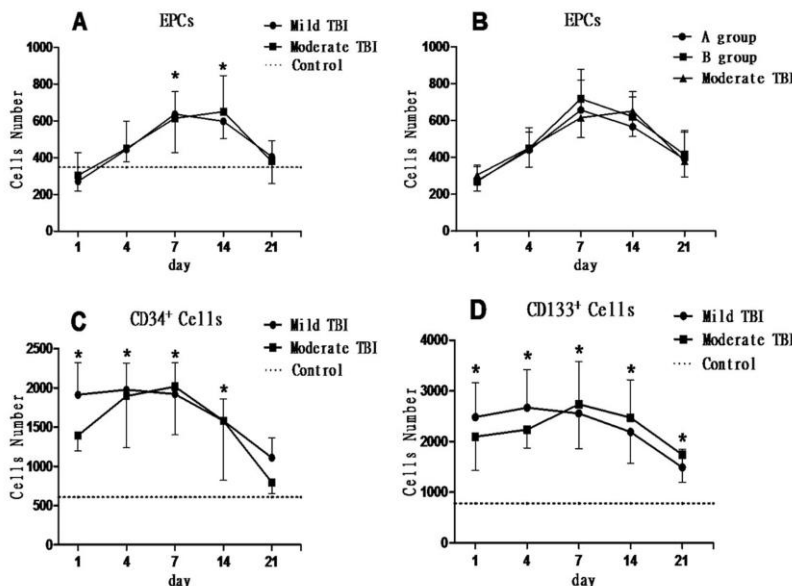 A
EPCs
Mild TBI
Moderate TBI
Control
1000
800
600
400
200
0
Cells Number
* *
1 4 7 14 21
day
B
EPCs
A group
B group
Moderate TBI
1000
800
600
400
200
0
Cells Number
1 4 7 14 21
day
C
CD34⁺ Cells
Mild TBI
Moderate TBI
Control
2500
2000
1500
1000
500
0
Cells Number
* * * *
1 4 7 14 21
day
D
CD133⁺ Cells
Mild TBI
Moderate TBI
Control
4000
3000
2000
1000
0
Cells Number
* * * * *
1 4 7 14 21
day